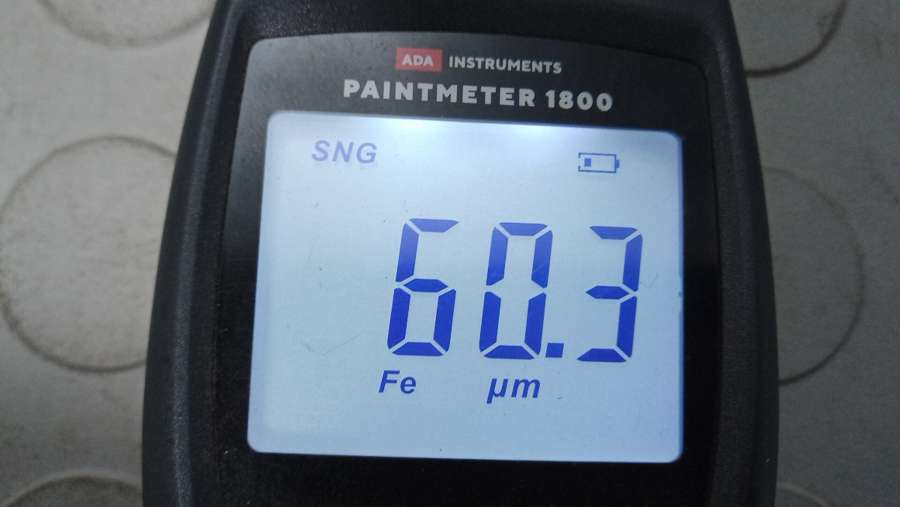 ADA INSTRUMENTS
PAINTMETER 1800
SNG
60.3
Fe µm